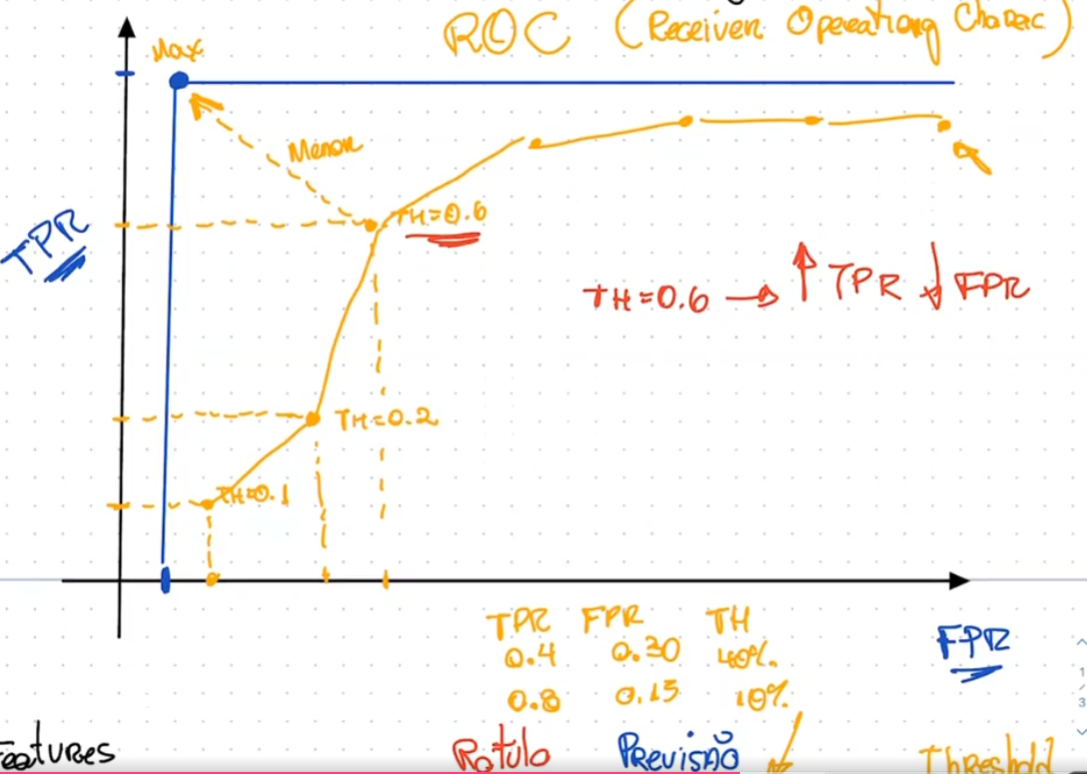 ROC (Receiver Operating Charac)
Max
Menor
TPR
TH=0.6
TH=0.6 → ↑ TPR ↓ FPR
TH=0.2
TH=0.1
TPR FPR TH
0.4 0.30 40%.
0.8 0.15 10%.
FPR
1
3
Features Rotulo Previsão Threshold